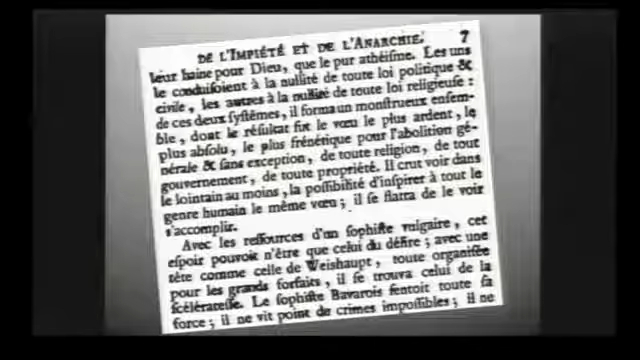 DE L'IMPIÉTÉ ET DE L'ANARCHIE. 7
leur haine pour Dieu, que le pur athéiſme. Les uns
le conduiſoient à la nullité de toute loi politique &
civile, les autres à la nullité de toute loi religieuſe :
de ces deux ſyſtêmes, il forma un monſtrueux enſem-
ble, dont le réſultat fut le vœu le plus ardent, le
plus abſolu, le plus frénétique pour l'abolition gé-
nérale & ſans exception, de toute religion, de tout
gouvernement, de toute propriété. Il crut voir dans
le lointain au moins, la poſſibilité d'inſpirer à tout le
genre humain le même vœu ; il ſe flatta de le voir
s'accomplir.
Avec les reſſources d'un ſophiſte vulgaire, cet
eſpoir pouvoit n'être que celui du délire ; avec une
tête comme celle de Weishaupt, toute organiſée
pour les grands forfaits, il ſe trouva celui de la
ſcélérateſſe. Le ſophiſte Bavarois ſentoit toute ſa
force ; il ne vit point de crimes impoſſibles ; il ne